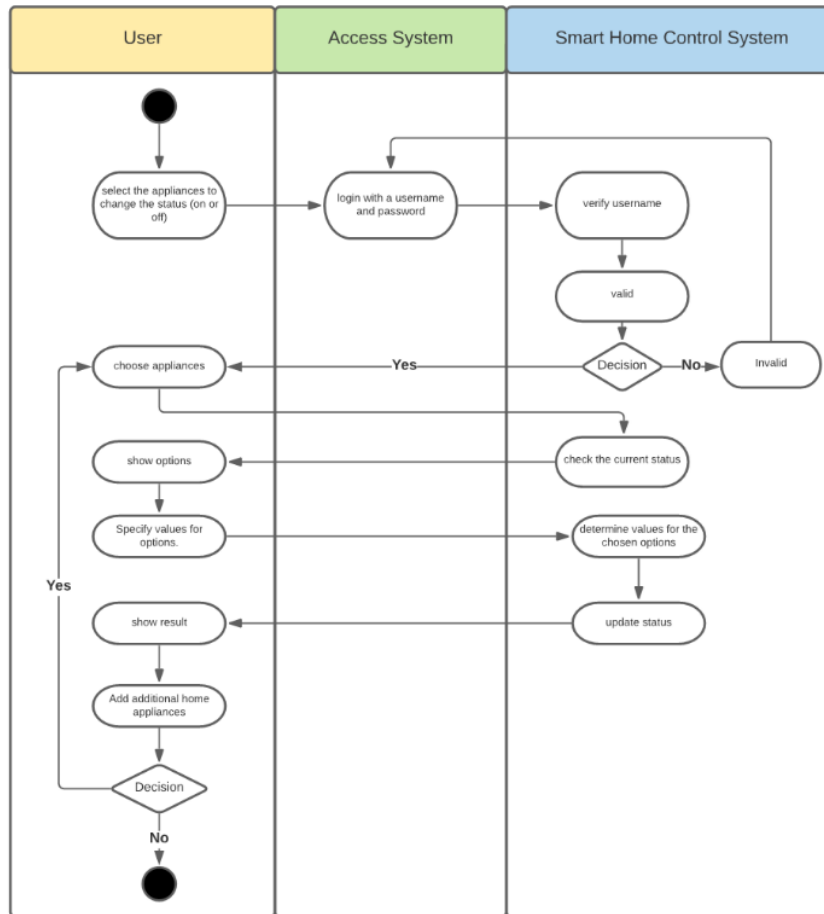 User
Access System
Smart Home Control System
select the appliances to
change the status (on or
off)
login with a username
and password
verify username
valid
choose appliances
Yes
Decision
No
Invalid
show options
check the current status
Specify values for
options.
determine values for the
chosen options
Yes
show result
update status
Add additional home
appliances
Decision
No